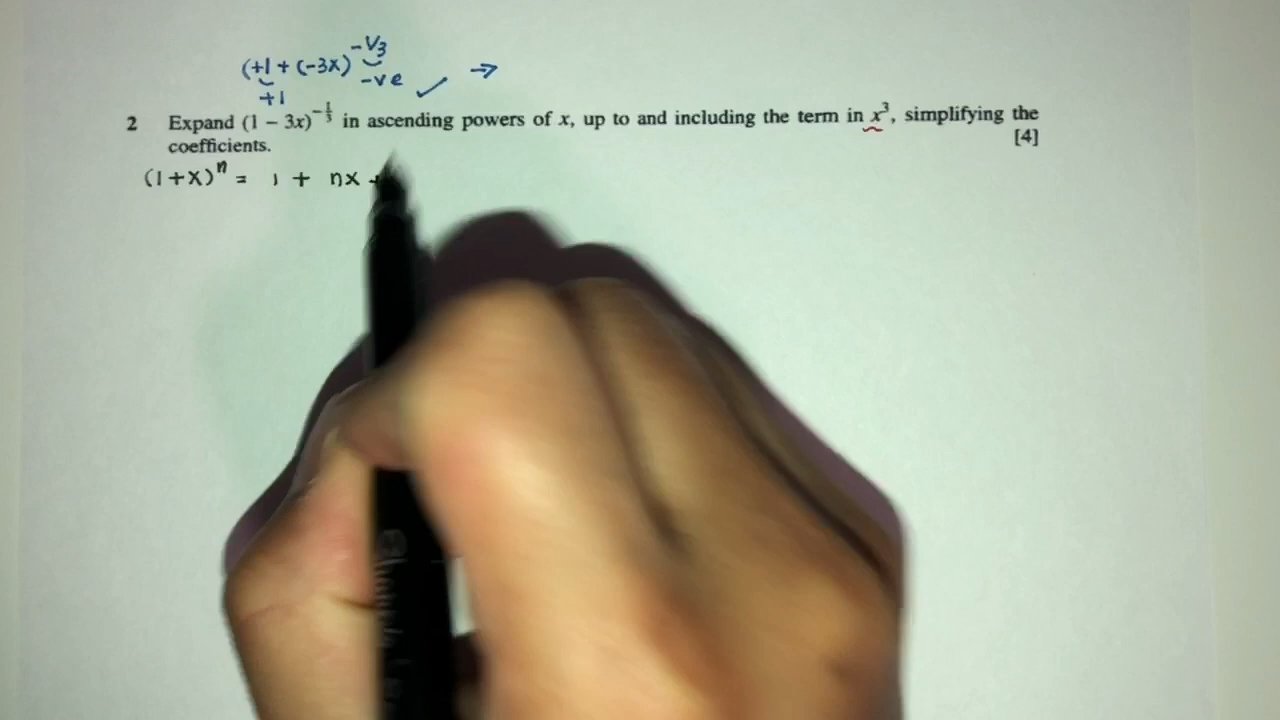 (+1 + (-3x)^-1/3
+1 -ve ✓ →
2 Expand (1 − 3x)^−1/3 in ascending powers of x, up to and including the term in x³, simplifying the
coefficients. [4]
(1+x)^n = 1 + nx +